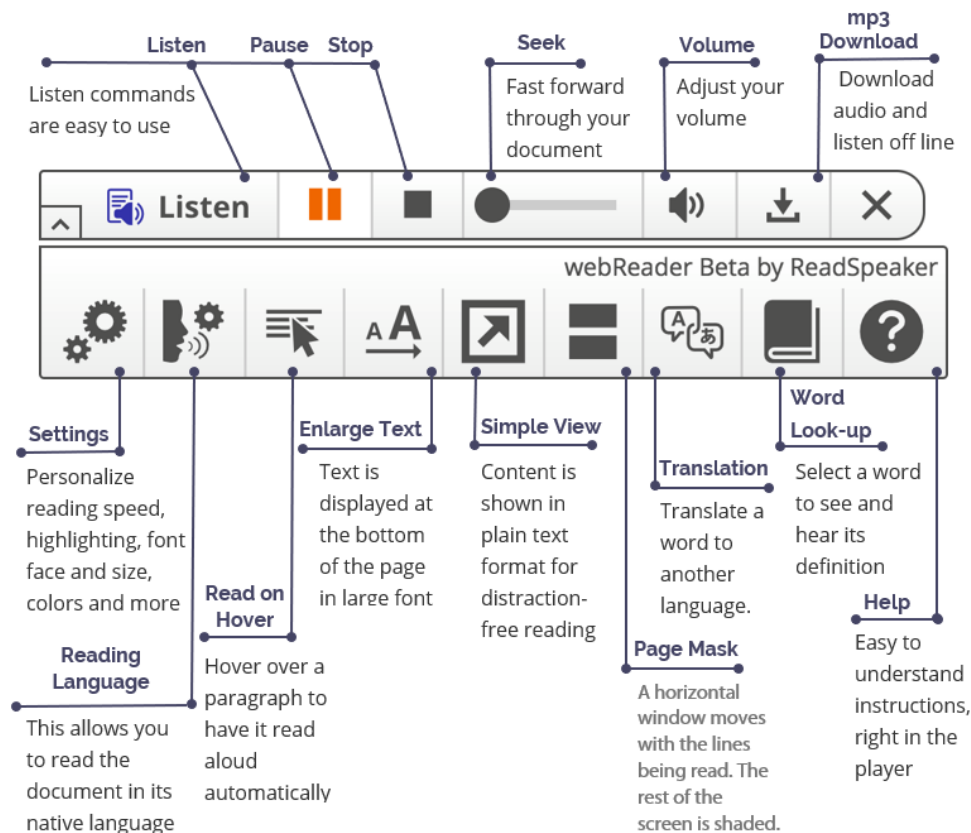 Listen
Pause
Stop
Listen commands
are easy to use
Seek
Fast forward
through your
document
Volume
Adjust your
volume
mp3
Download
Download
audio and
listen off line
Listen
webReader Beta by ReadSpeaker
A A
A あ
?
Settings
Personalize
reading speed,
highlighting, font
face and size,
colors and more
Reading
Language
This allows you
to read the
document in its
native language
Read on
Hover
Hover over a
paragraph to
have it read
aloud
automatically
Enlarge Text
Text is
displayed at
the bottom
of the page
in large font
Simple View
Content is
shown in
plain text
format for
distraction-
free reading
Page Mask
A horizontal
window moves
with the lines
being read. The
rest of the
screen is shaded.
Translation
Translate a
word to
another
language.
Word
Look-up
Select a word
to see and
hear its
definition
Help
Easy to
understand
instructions,
right in the
player